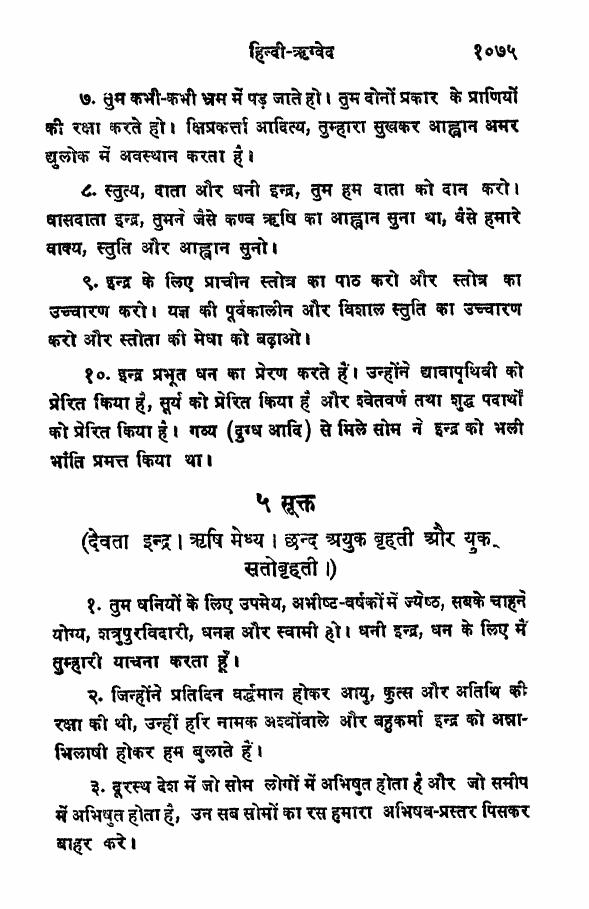 हिन्दी-ऋग्वेद १०७५
७. तुम कभी-कभी भ्रम में पड़ जाते हो। तुम दोनों प्रकार के प्राणियों
की रक्षा करते हो। क्षिप्रकर्त्ता आदित्य, तुम्हारा सुखकर आह्वान अमर
द्युलोक में अवस्थान करता है।
८. स्तुत्य, दाता और धनी इन्द्र, तुम हम दाता को दान करो।
धासदाता इन्द्र, तुमने जैसे कण्व ऋषि का आह्वान सुना था, वैसे हमारे
वाक्य, स्तुति और आह्वान सुनो।
९. इन्द्र के लिए प्राचीन स्तोत्र का पाठ करो और स्तोत्र का
उच्चारण करो। यज्ञ की पूर्वकालीन और विशाल स्तुति का उच्चारण
करो और स्तोता की मेधा को बढ़ाओ।
१०. इन्द्र प्रभूत धन का प्रेरण करते हैं। उन्होंने द्यावापृथिवी को
प्रेरित किया है, सूर्य को प्रेरित किया है और श्वेतवर्ण तथा शुद्ध पदार्थों
को प्रेरित किया है। गव्य (दुग्ध आदि) से मिले सोम ने इन्द्र को भली
भाँति प्रमत्त किया था।
५ सूक्त
(देवता इन्द्र। ऋषि मेध्य। छन्द अयुक बृहती और युक्
सतोबृहती।)
१. तुम धनियों के लिए उपमेय, अभीष्ट-वर्षकों में ज्येष्ठ, सबके चाहने
योग्य, शत्रुपुरविदारी, धनज्ञ और स्वामी हो। धनी इन्द्र, धन के लिए मैं
तुम्हारी याचना करता हूँ।
२. जिन्होंने प्रतिदिन वर्द्धमान होकर आयु, कुत्स और अतिथि की
रक्षा की थी, उन्हीं हरि नामक अश्वोंवाले और बहुकर्मा इन्द्र को अन्ना-
भिलाषी होकर हम बुलाते हैं।
३. दूरस्थ देश में जो सोम लोगों में अभिषुत होता है और जो समीप
में अभिषुत होता है, उन सब सोमों का रस हमारा अभिषव-प्रस्तर पिसकर
बाहर करे।